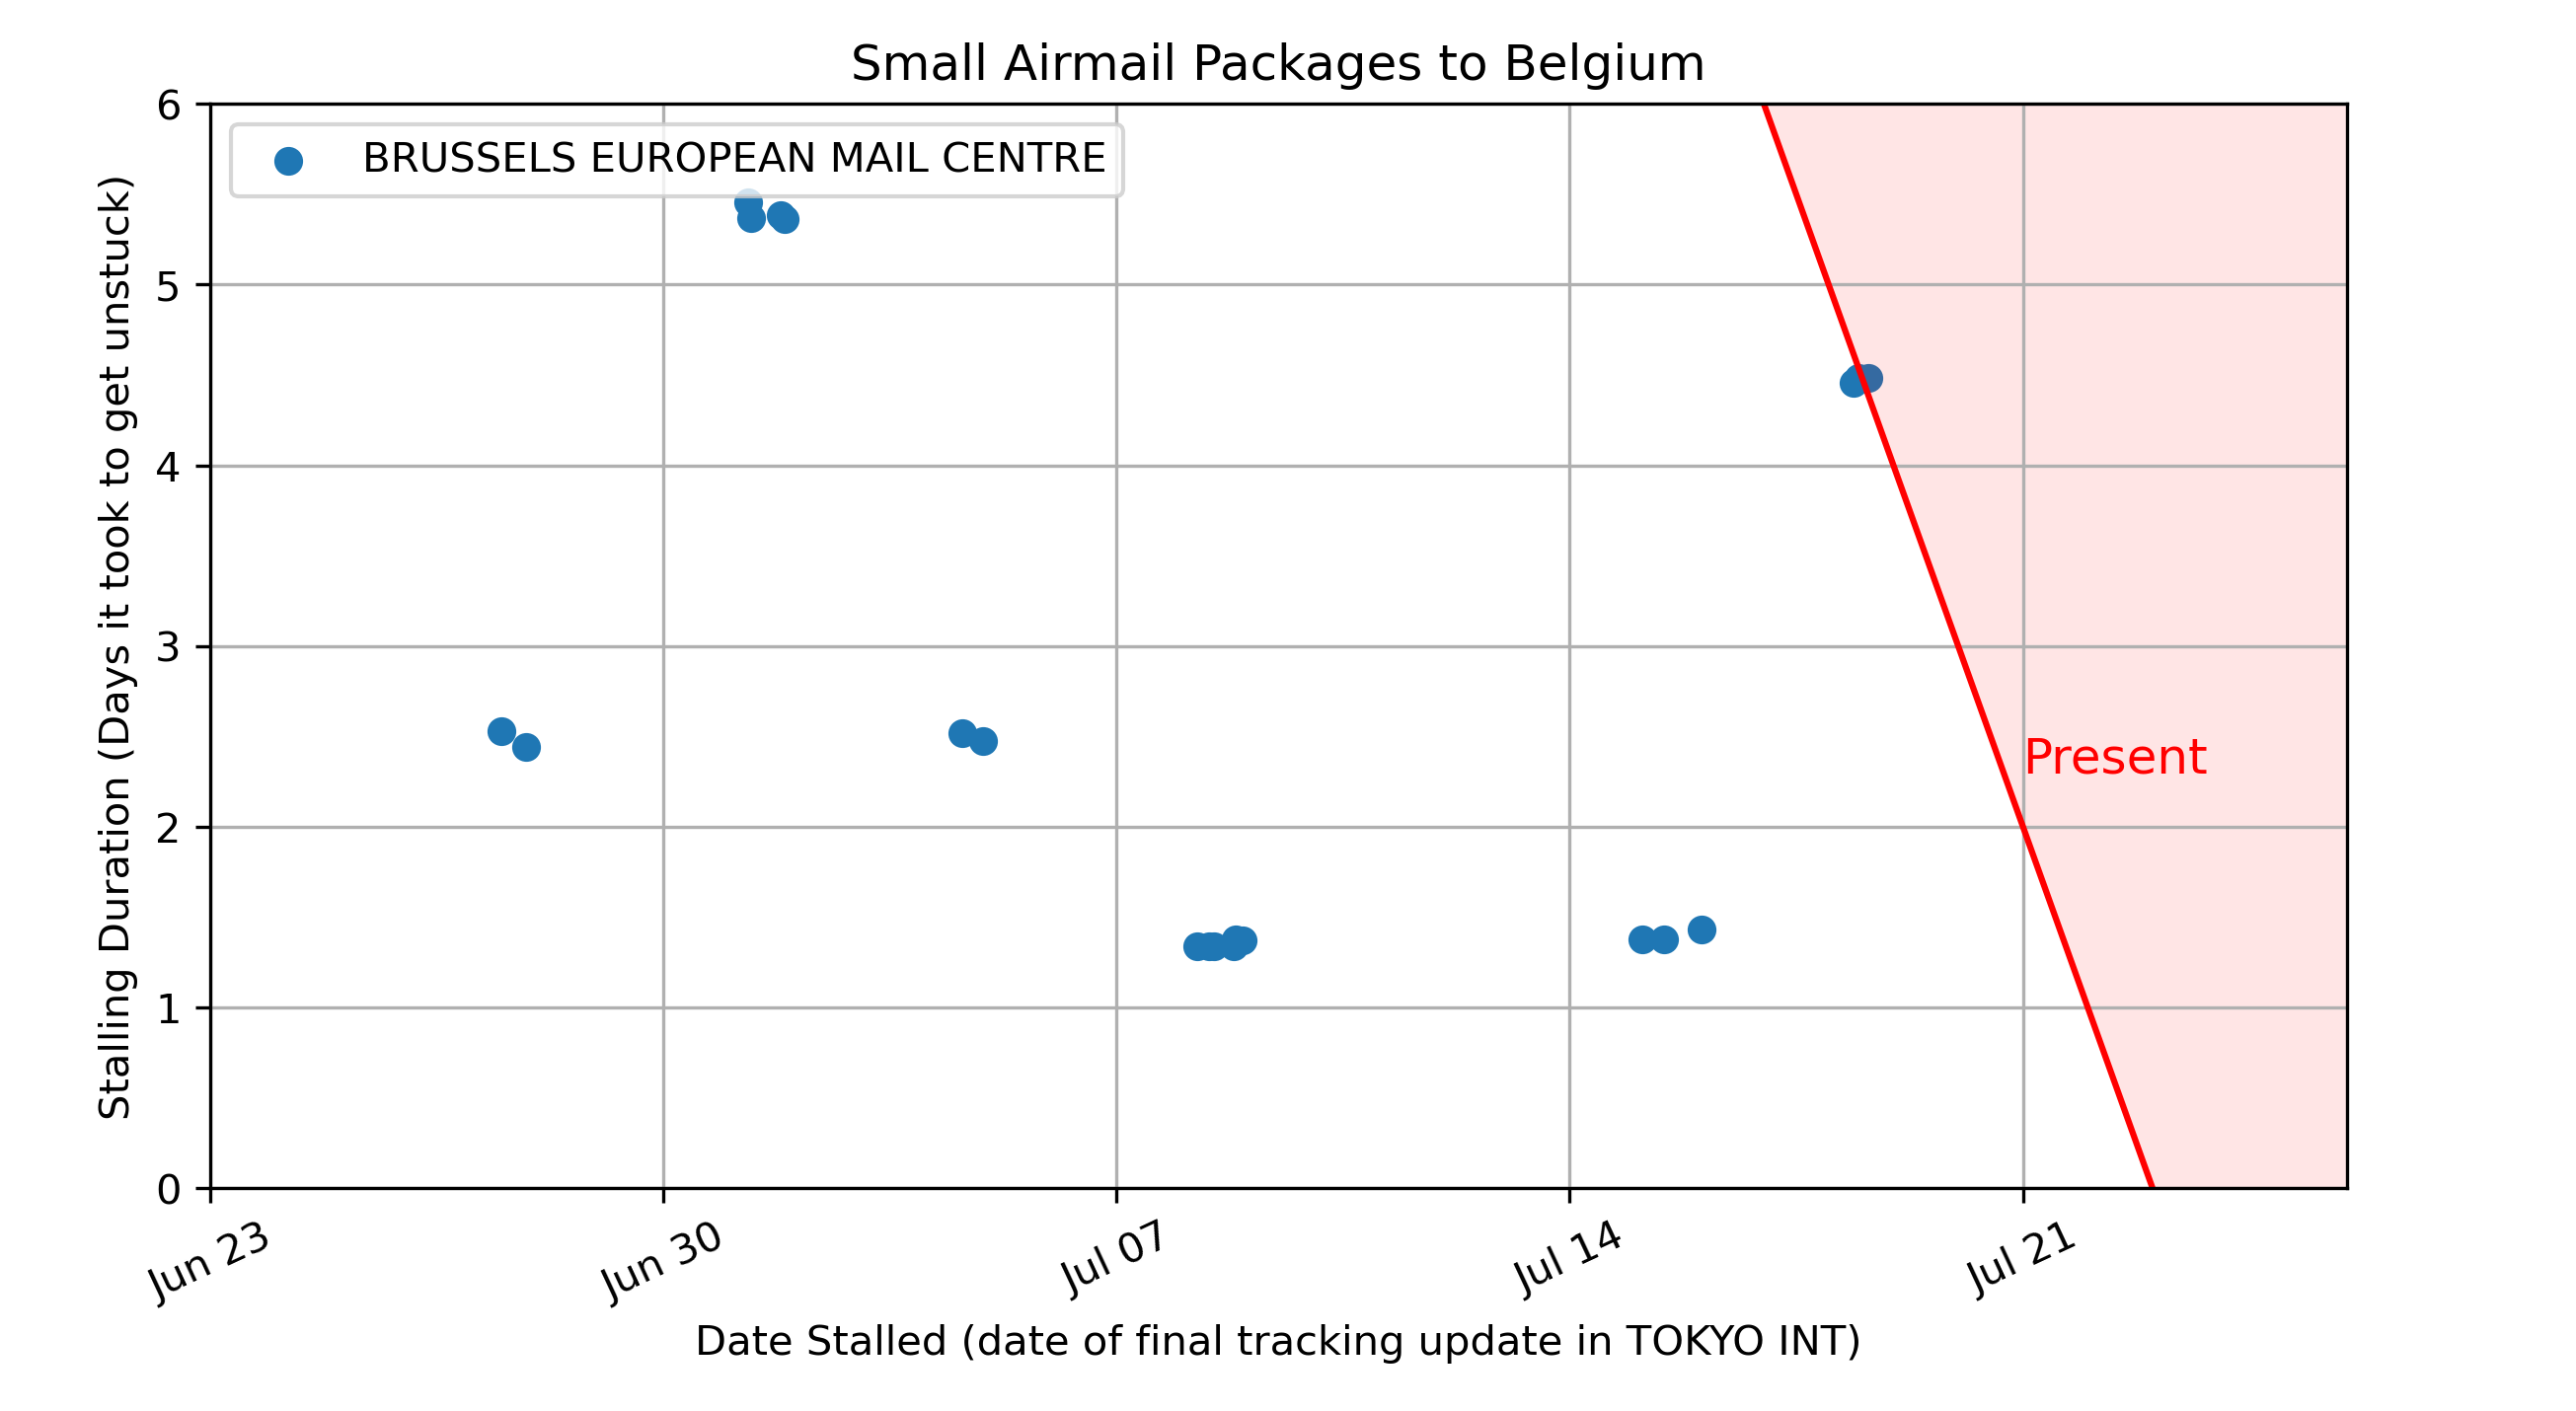 Small Airmail Packages to Belgium
BRUSSELS EUROPEAN MAIL CENTRE
Stalling Duration (Days it took to get unstuck)
6
5
4
3
2
1
0
Present
Jun 23
Jun 30
Jul 07
Jul 14
Jul 21
Date Stalled (date of final tracking update in TOKYO INT)